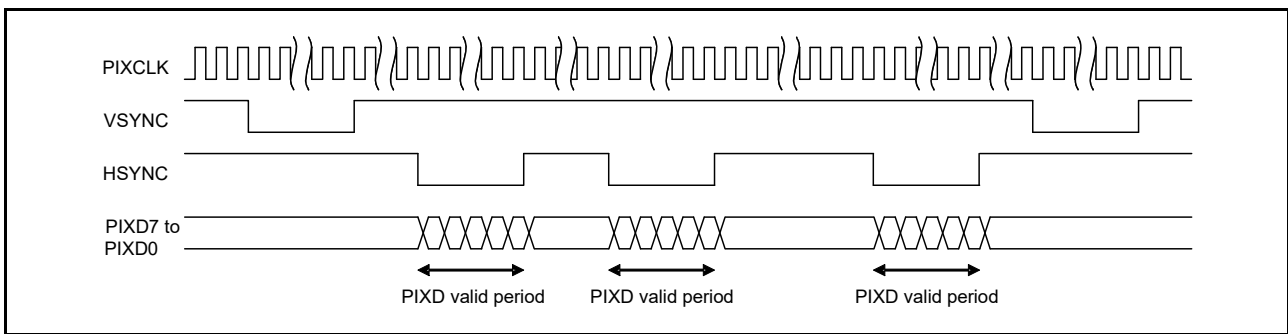 PIXCLK
VSYNC
HSYNC
PIXD7 to
PIXD0
PIXD valid period PIXD valid period PIXD valid period